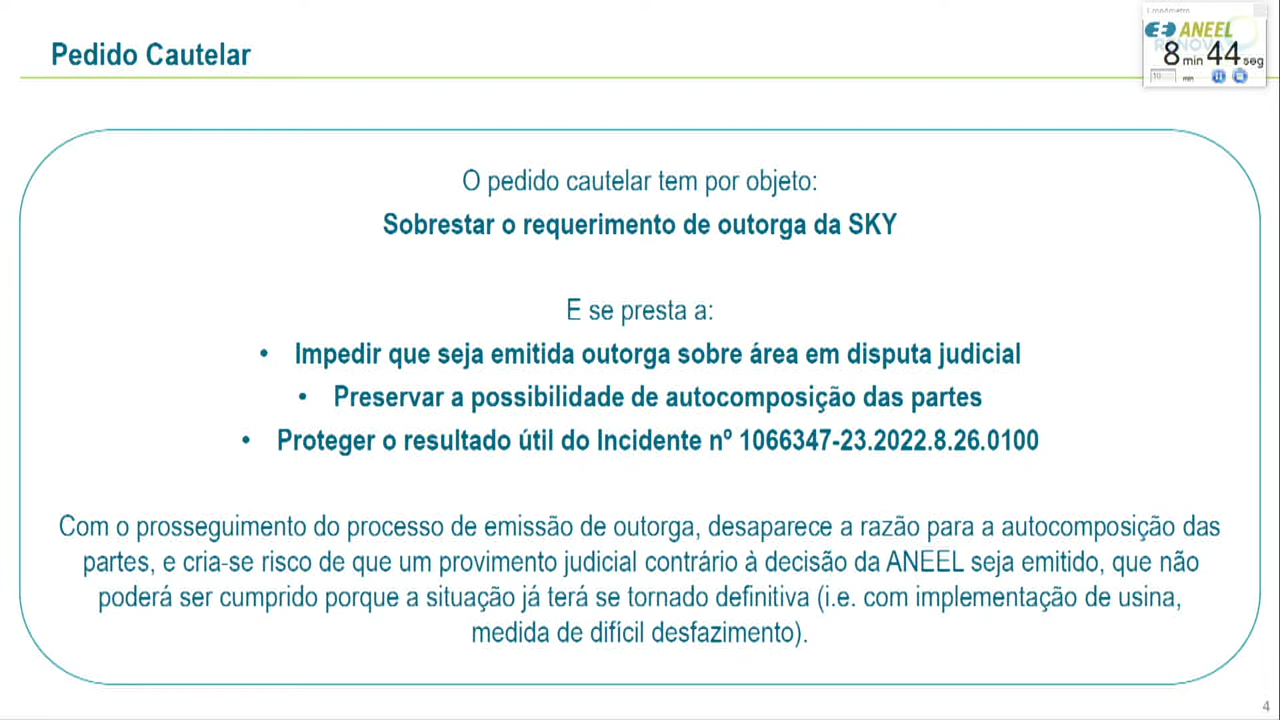 Pedido Cautelar
Cronômetro
ANEEL
RENOVA
8 min 44 seg
10 min
O pedido cautelar tem por objeto:
Sobrestar o requerimento de outorga da SKY
E se presta a:
• Impedir que seja emitida outorga sobre área em disputa judicial
• Preservar a possibilidade de autocomposição das partes
• Proteger o resultado útil do Incidente nº 1066347-23.2022.8.26.0100
Com o prosseguimento do processo de emissão de outorga, desaparece a razão para a autocomposição das
partes, e cria-se risco de que um provimento judicial contrário à decisão da ANEEL seja emitido, que não
poderá ser cumprido porque a situação já terá se tornado definitiva (i.e. com implementação de usina,
medida de difícil desfazimento).
4